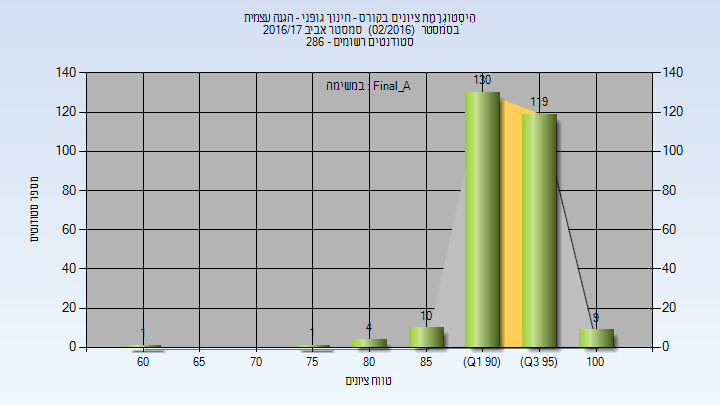 היסטוגרמת ציונים בקורס - חינוך גופני - הגנה עצמית
בסמסטר (02/2016) סמסטר אביב 2016/17
סטודנטים רשומים - 286
במשימה : Final_A
140 140
120 120
100 100
80 80
60 60
40 40
20 20
0 0
1 1 4 10 130 119 9
60 65 70 75 80 85 (Q1 90) (Q3 95) 100
מספר סטודנטים
טווח ציונים